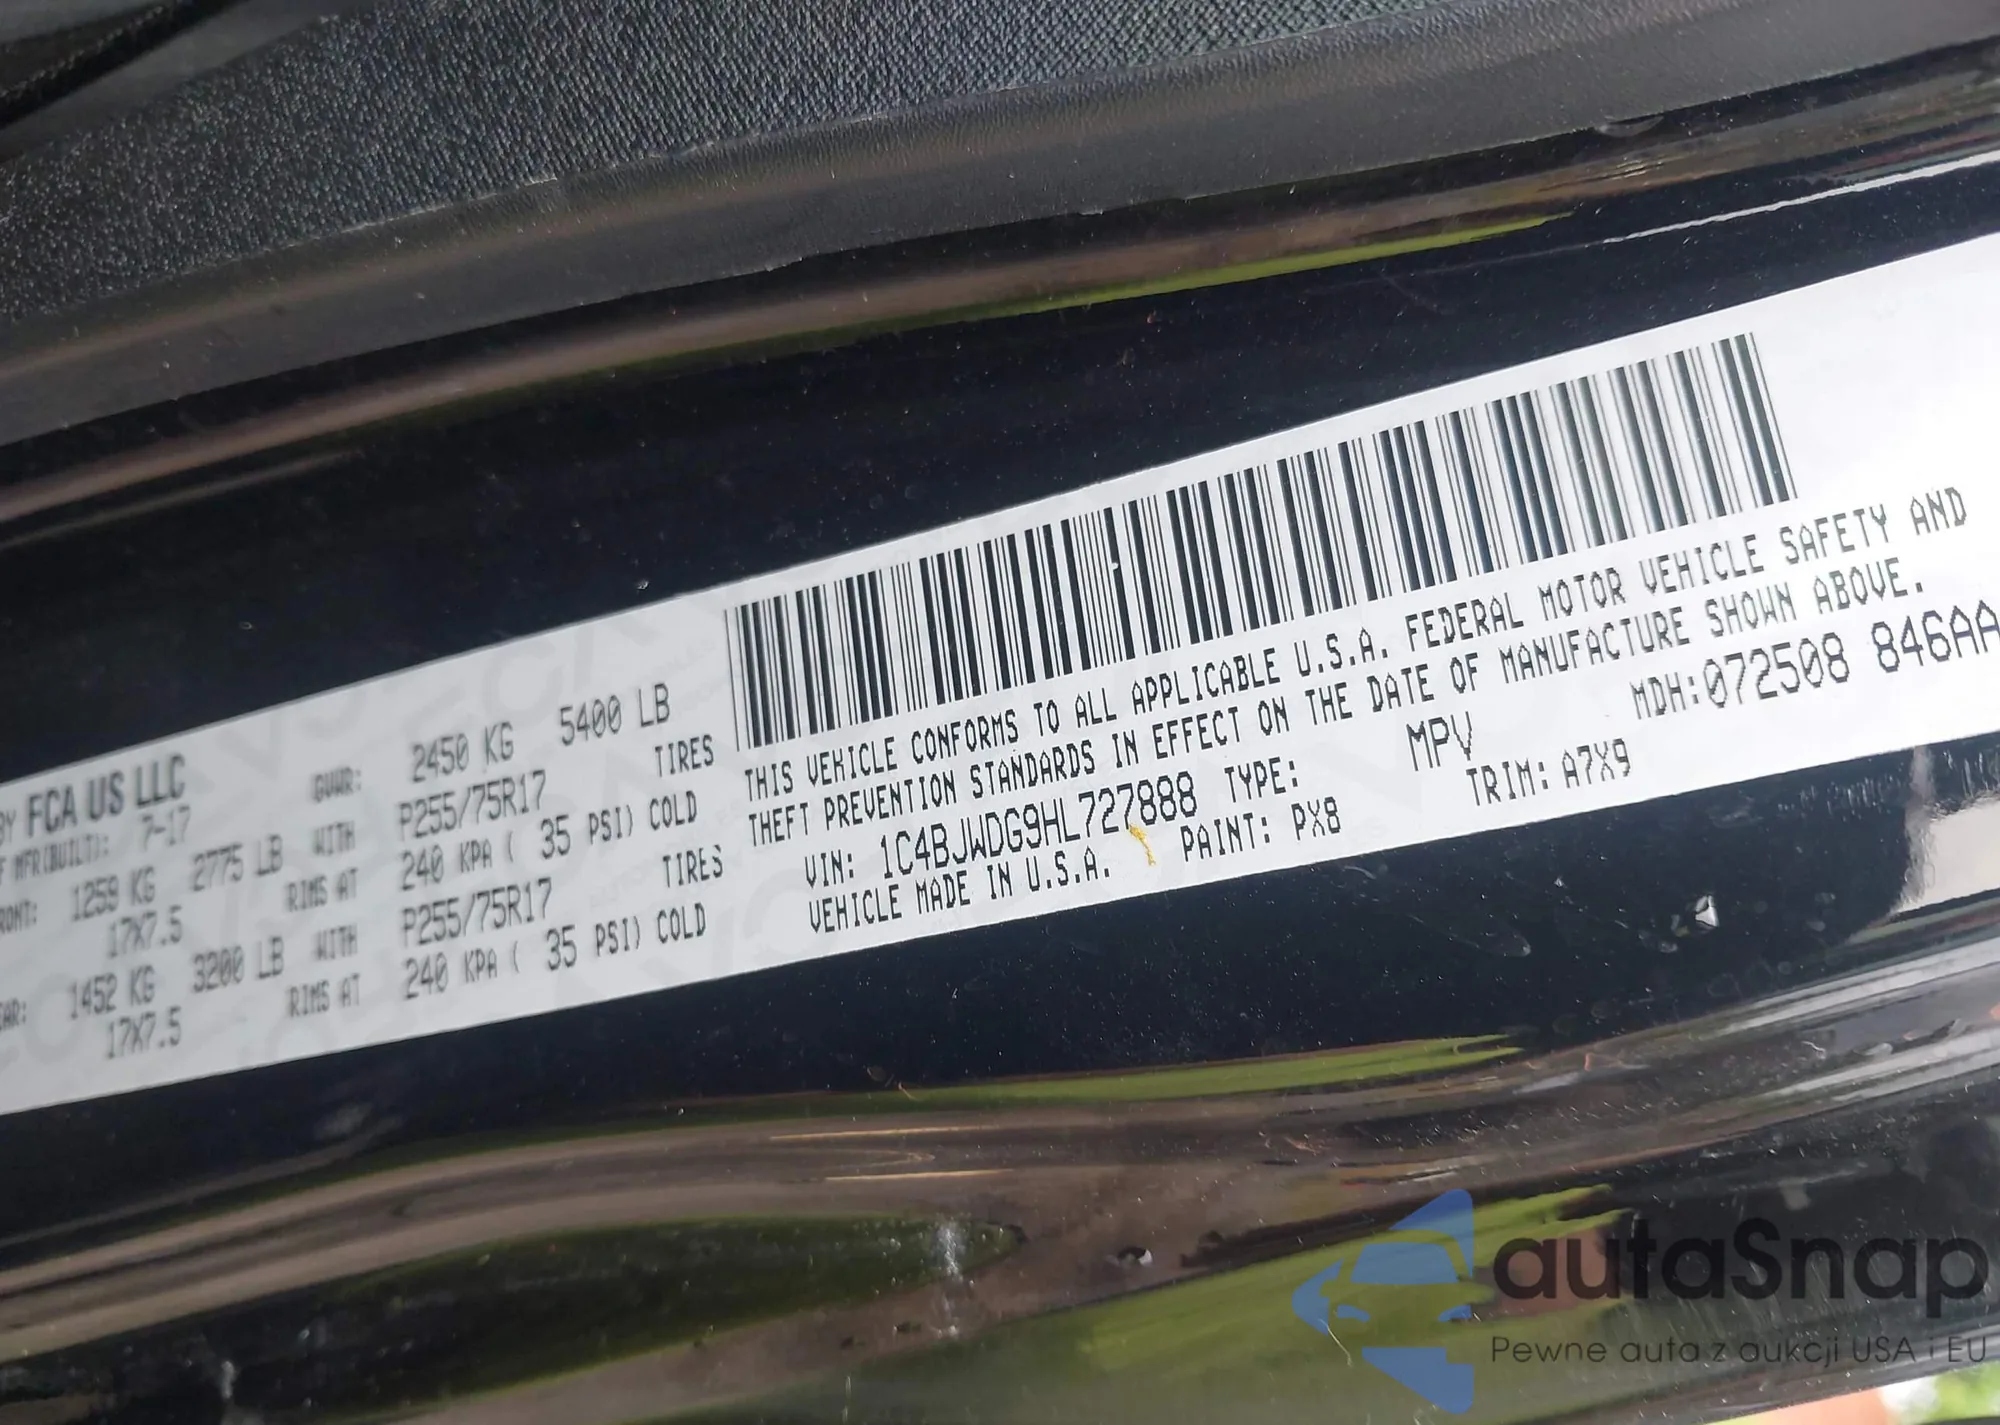 BY FCA US LLC
OF MFR(BUILT): 7-17
GVWR: 2450 KG 5400 LB
RONT: 1259 KG 2775 LB WITH P255/75R17 TIRES
17X7.5 RIMS AT 240 KPA ( 35 PSI) COLD
EAR: 1452 KG 3200 LB WITH P255/75R17 TIRES
17X7.5 RIMS AT 240 KPA ( 35 PSI) COLD
THIS VEHICLE CONFORMS TO ALL APPLICABLE U.S.A. FEDERAL MOTOR VEHICLE SAFETY AND
THEFT PREVENTION STANDARDS IN EFFECT ON THE DATE OF MANUFACTURE SHOWN ABOVE.
VIN: 1C4BJWDG9HL727888 TYPE: MPV MDH:072508 846AA
VEHICLE MADE IN U.S.A. PAINT: PX8 TRIM: A7X9
autaSnap
Pewne auta z aukcji USA i EU